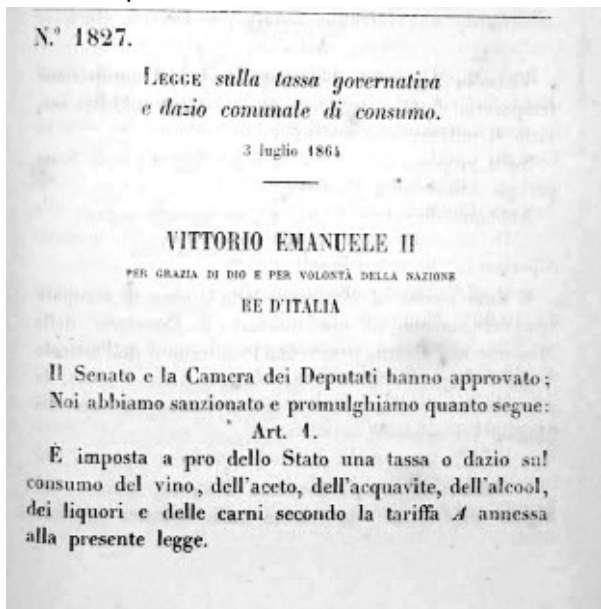 N.° 1827.
LEGGE sulla tassa governativa
e dazio comunale di consumo.
3 luglio 1864
VITTORIO EMANUELE II
PER GRAZIA DI DIO E PER VOLONTÀ DELLA NAZIONE
RE D'ITALIA
Il Senato e la Camera dei Deputati hanno approvato;
Noi abbiamo sanzionato e promulghiamo quanto segue:
Art. 1.
È imposta a pro dello Stato una tassa o dazio sul
consumo del vino, dell'aceto, dell'acquavite, dell'alcool,
dei liquori e delle carni secondo la tariffa A annessa
alla presente legge.